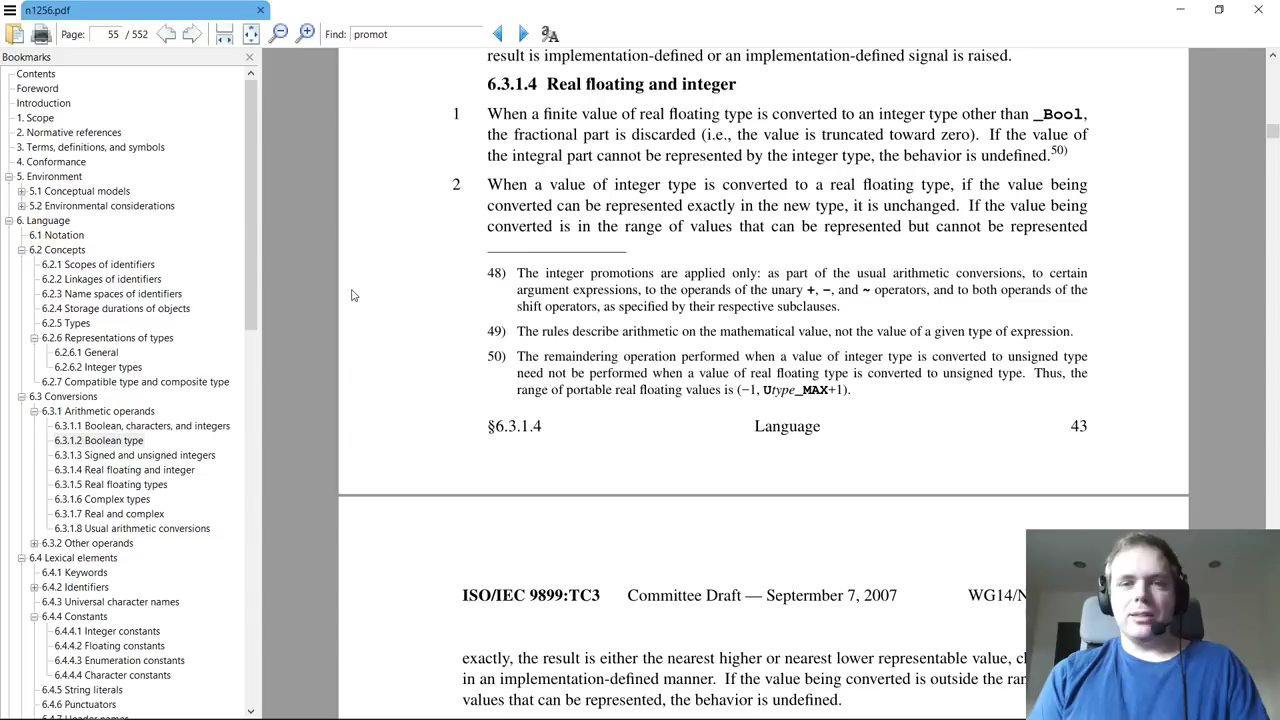 n1256.pdf
Page: 55 / 552 Find: promot
Bookmarks
Contents
Foreword
Introduction
1. Scope
2. Normative references
3. Terms, definitions, and symbols
4. Conformance
5. Environment
5.1 Conceptual models
5.2 Environmental considerations
6. Language
6.1 Notation
6.2 Concepts
6.2.1 Scopes of identifiers
6.2.2 Linkages of identifiers
6.2.3 Name spaces of identifiers
6.2.4 Storage durations of objects
6.2.5 Types
6.2.6 Representations of types
6.2.6.1 General
6.2.6.2 Integer types
6.2.7 Compatible type and composite type
6.3 Conversions
6.3.1 Arithmetic operands
6.3.1.1 Boolean, characters, and integers
6.3.1.2 Boolean type
6.3.1.3 Signed and unsigned integers
6.3.1.4 Real floating and integer
6.3.1.5 Real floating types
6.3.1.6 Complex types
6.3.1.7 Real and complex
6.3.1.8 Usual arithmetic conversions
6.3.2 Other operands
6.4 Lexical elements
6.4.1 Keywords
6.4.2 Identifiers
6.4.3 Universal character names
6.4.4 Constants
6.4.4.1 Integer constants
6.4.4.2 Floating constants
6.4.4.3 Enumeration constants
6.4.4.4 Character constants
6.4.5 String literals
6.4.6 Punctuators
6.4.7 Header names
result is implementation-defined or an implementation-defined signal is raised.
6.3.1.4 Real floating and integer
1 When a finite value of real floating type is converted to an integer type other than _Bool,
the fractional part is discarded (i.e., the value is truncated toward zero). If the value of
the integral part cannot be represented by the integer type, the behavior is undefined.50)
2 When a value of integer type is converted to a real floating type, if the value being
converted can be represented exactly in the new type, it is unchanged. If the value being
converted is in the range of values that can be represented but cannot be represented
48) The integer promotions are applied only: as part of the usual arithmetic conversions, to certain
argument expressions, to the operands of the unary +, −, and ~ operators, and to both operands of the
shift operators, as specified by their respective subclauses.
49) The rules describe arithmetic on the mathematical value, not the value of a given type of expression.
50) The remaindering operation performed when a value of integer type is converted to unsigned type
need not be performed when a value of real floating type is converted to unsigned type. Thus, the
range of portable real floating values is (−1, Utype_MAX+1).
§6.3.1.4 Language 43
ISO/IEC 9899:TC3 Committee Draft — Septermber 7, 2007 WG14/N
exactly, the result is either the nearest higher or nearest lower representable value, c
in an implementation-defined manner. If the value being converted is outside the ra
values that can be represented, the behavior is undefined.